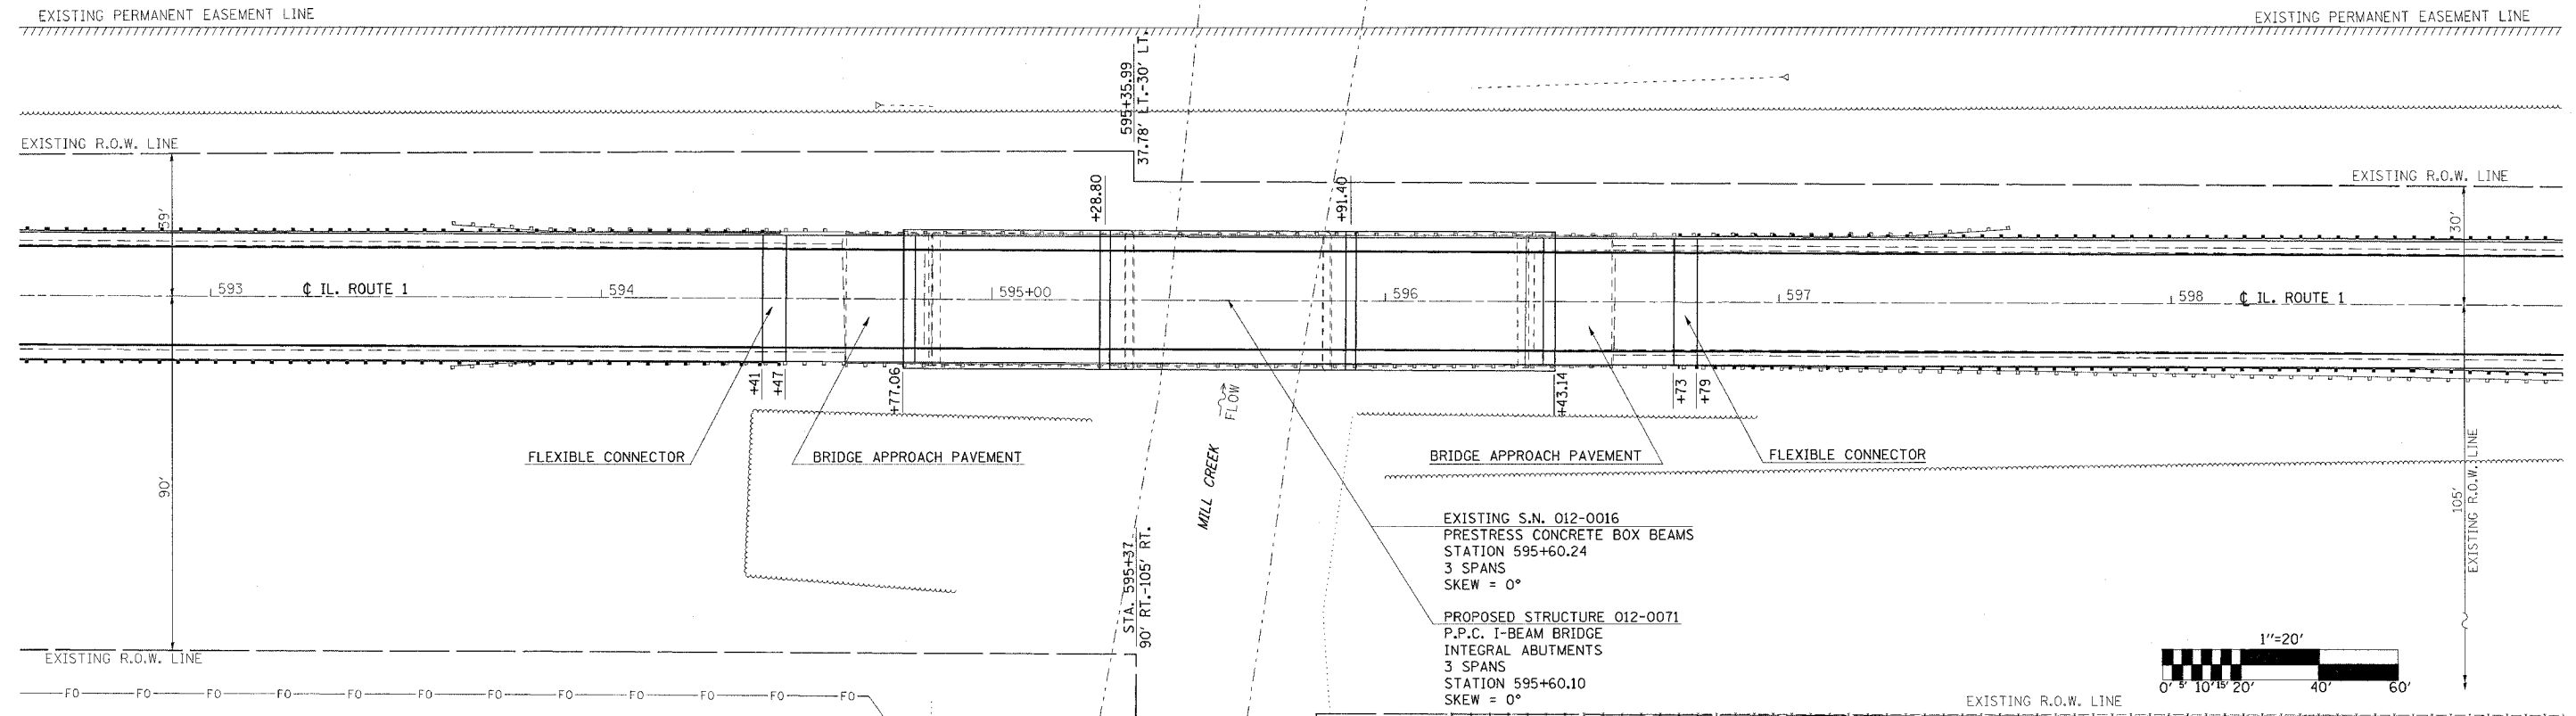 EXISTING PERMANENT EASEMENT LINE
EXISTING PERMANENT EASEMENT LINE
595+35.99
37.78' LT.-30' LT.
EXISTING R.O.W. LINE
EXISTING R.O.W. LINE
+28.80
+91.40
39'
30'
593
℄ IL. ROUTE 1
594
595+00
596
597
598
℄ IL. ROUTE 1
+41
+47
+77.06
FLOW
+43.14
+73
+79
FLEXIBLE CONNECTOR
BRIDGE APPROACH PAVEMENT
MILL CREEK
BRIDGE APPROACH PAVEMENT
FLEXIBLE CONNECTOR
90'
105'
EXISTING R.O.W. LINE
STA. 595+37
90' RT.-105' RT.
EXISTING S.N. 012-0016
PRESTRESS CONCRETE BOX BEAMS
STATION 595+60.24
3 SPANS
SKEW = 0°
PROPOSED STRUCTURE 012-0071
P.P.C. I-BEAM BRIDGE
INTEGRAL ABUTMENTS
3 SPANS
STATION 595+60.10
SKEW = 0°
EXISTING R.O.W. LINE
1"=20'
0' 5' 10' 15' 20' 40' 60'
FO FO FO FO FO FO FO FO FO FO FO FO
EXISTING R.O.W. LINE